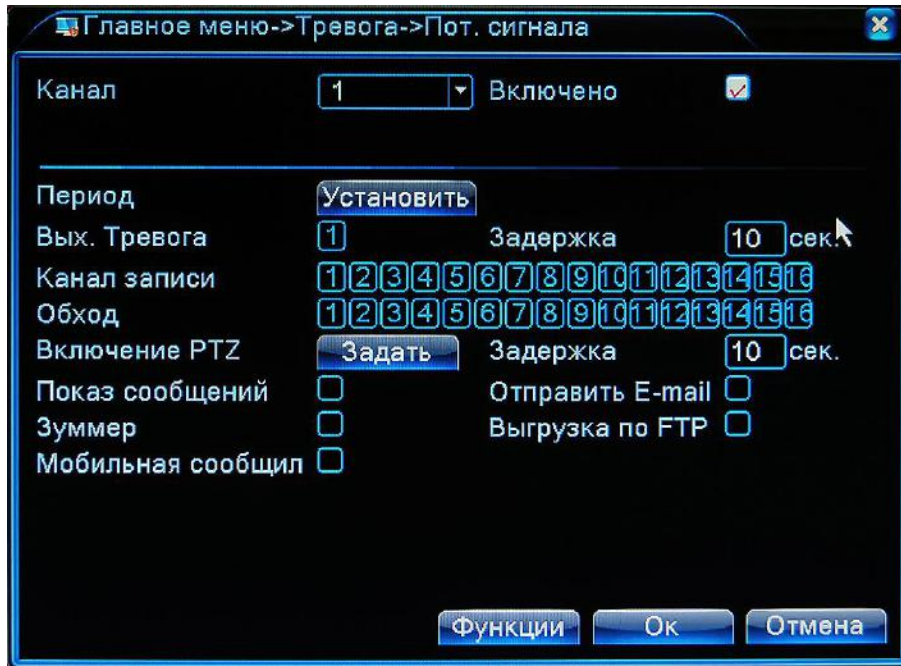 Главное меню->Тревога->Пот. сигнала
Канал 1 Включено
Период Установить
Вых. Тревога 1 Задержка 10 сек.
Канал записи 1 2 3 4 5 6 7 8 9 10 11 12 13 14 15 16
Обход 1 2 3 4 5 6 7 8 9 10 11 12 13 14 15 16
Включение PTZ Задать Задержка 10 сек.
Показ сообщений Отправить E-mail
Зуммер Выгрузка по FTP
Мобильная сообщил
Функции Ок Отмена